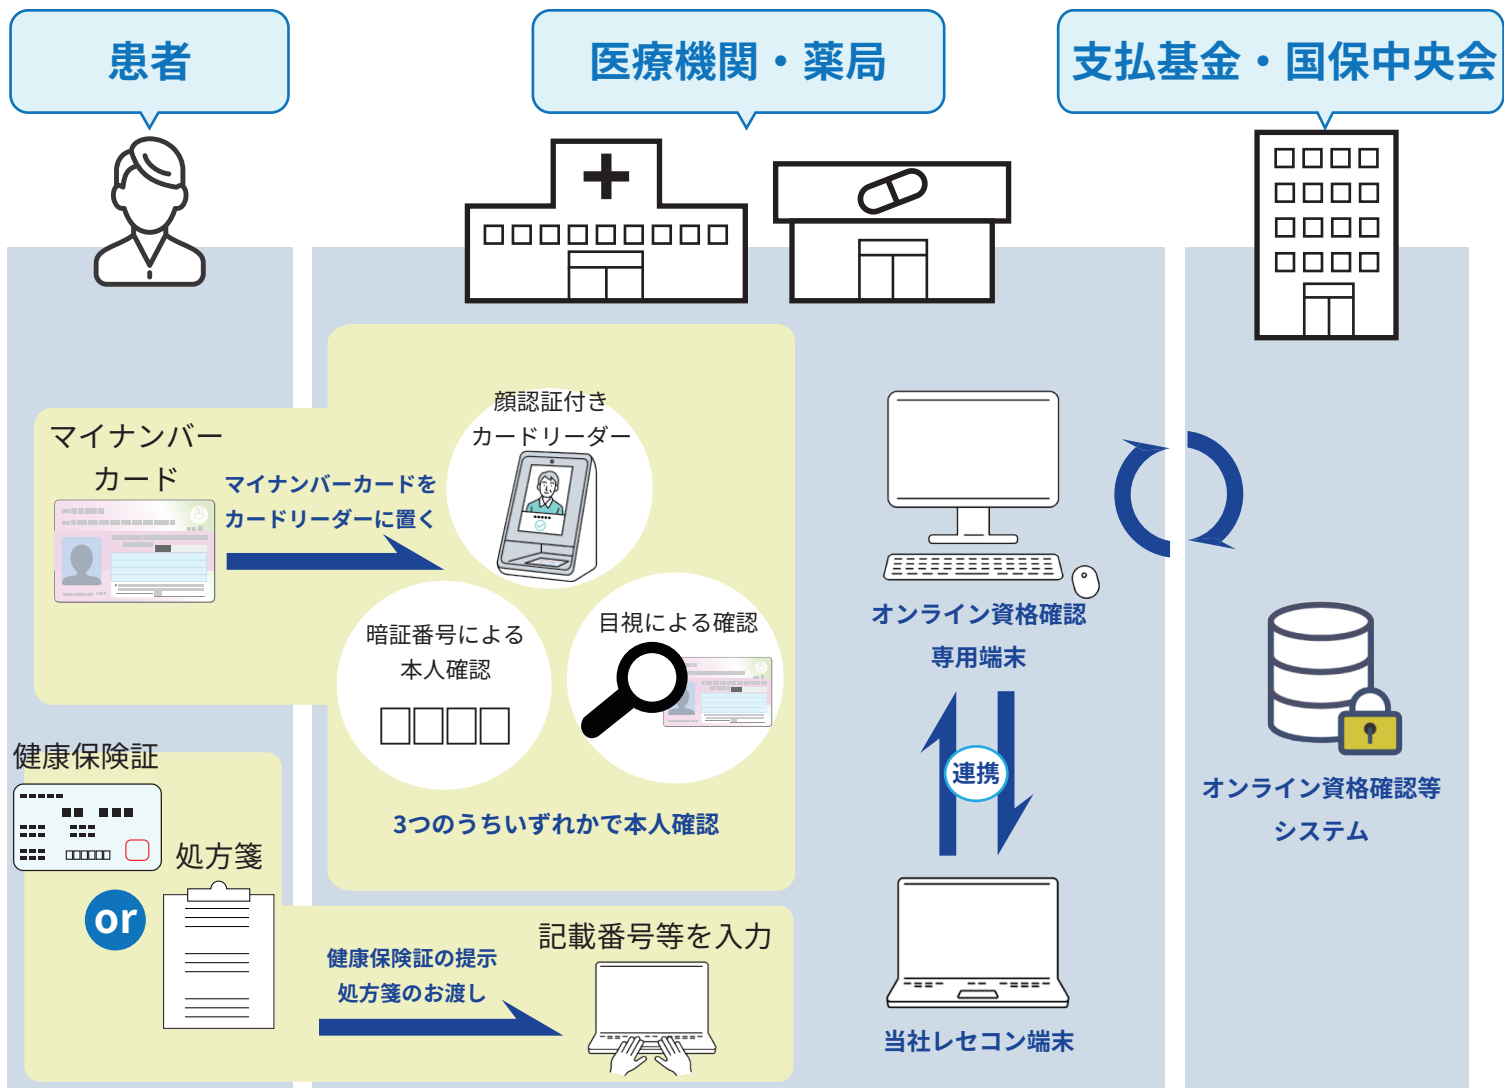 患者
医療機関・薬局
支払基金・国保中央会
マイナンバー
カード
マイナンバーカードを
カードリーダーに置く
顔認証付き
カードリーダー
暗証番号による
本人確認
目視による確認
3つのうちいずれかで本人確認
オンライン資格確認
専用端末
連携
当社レセコン端末
オンライン資格確認等
システム
健康保険証
or
処方箋
健康保険証の提示
処方箋のお渡し
記載番号等を入力